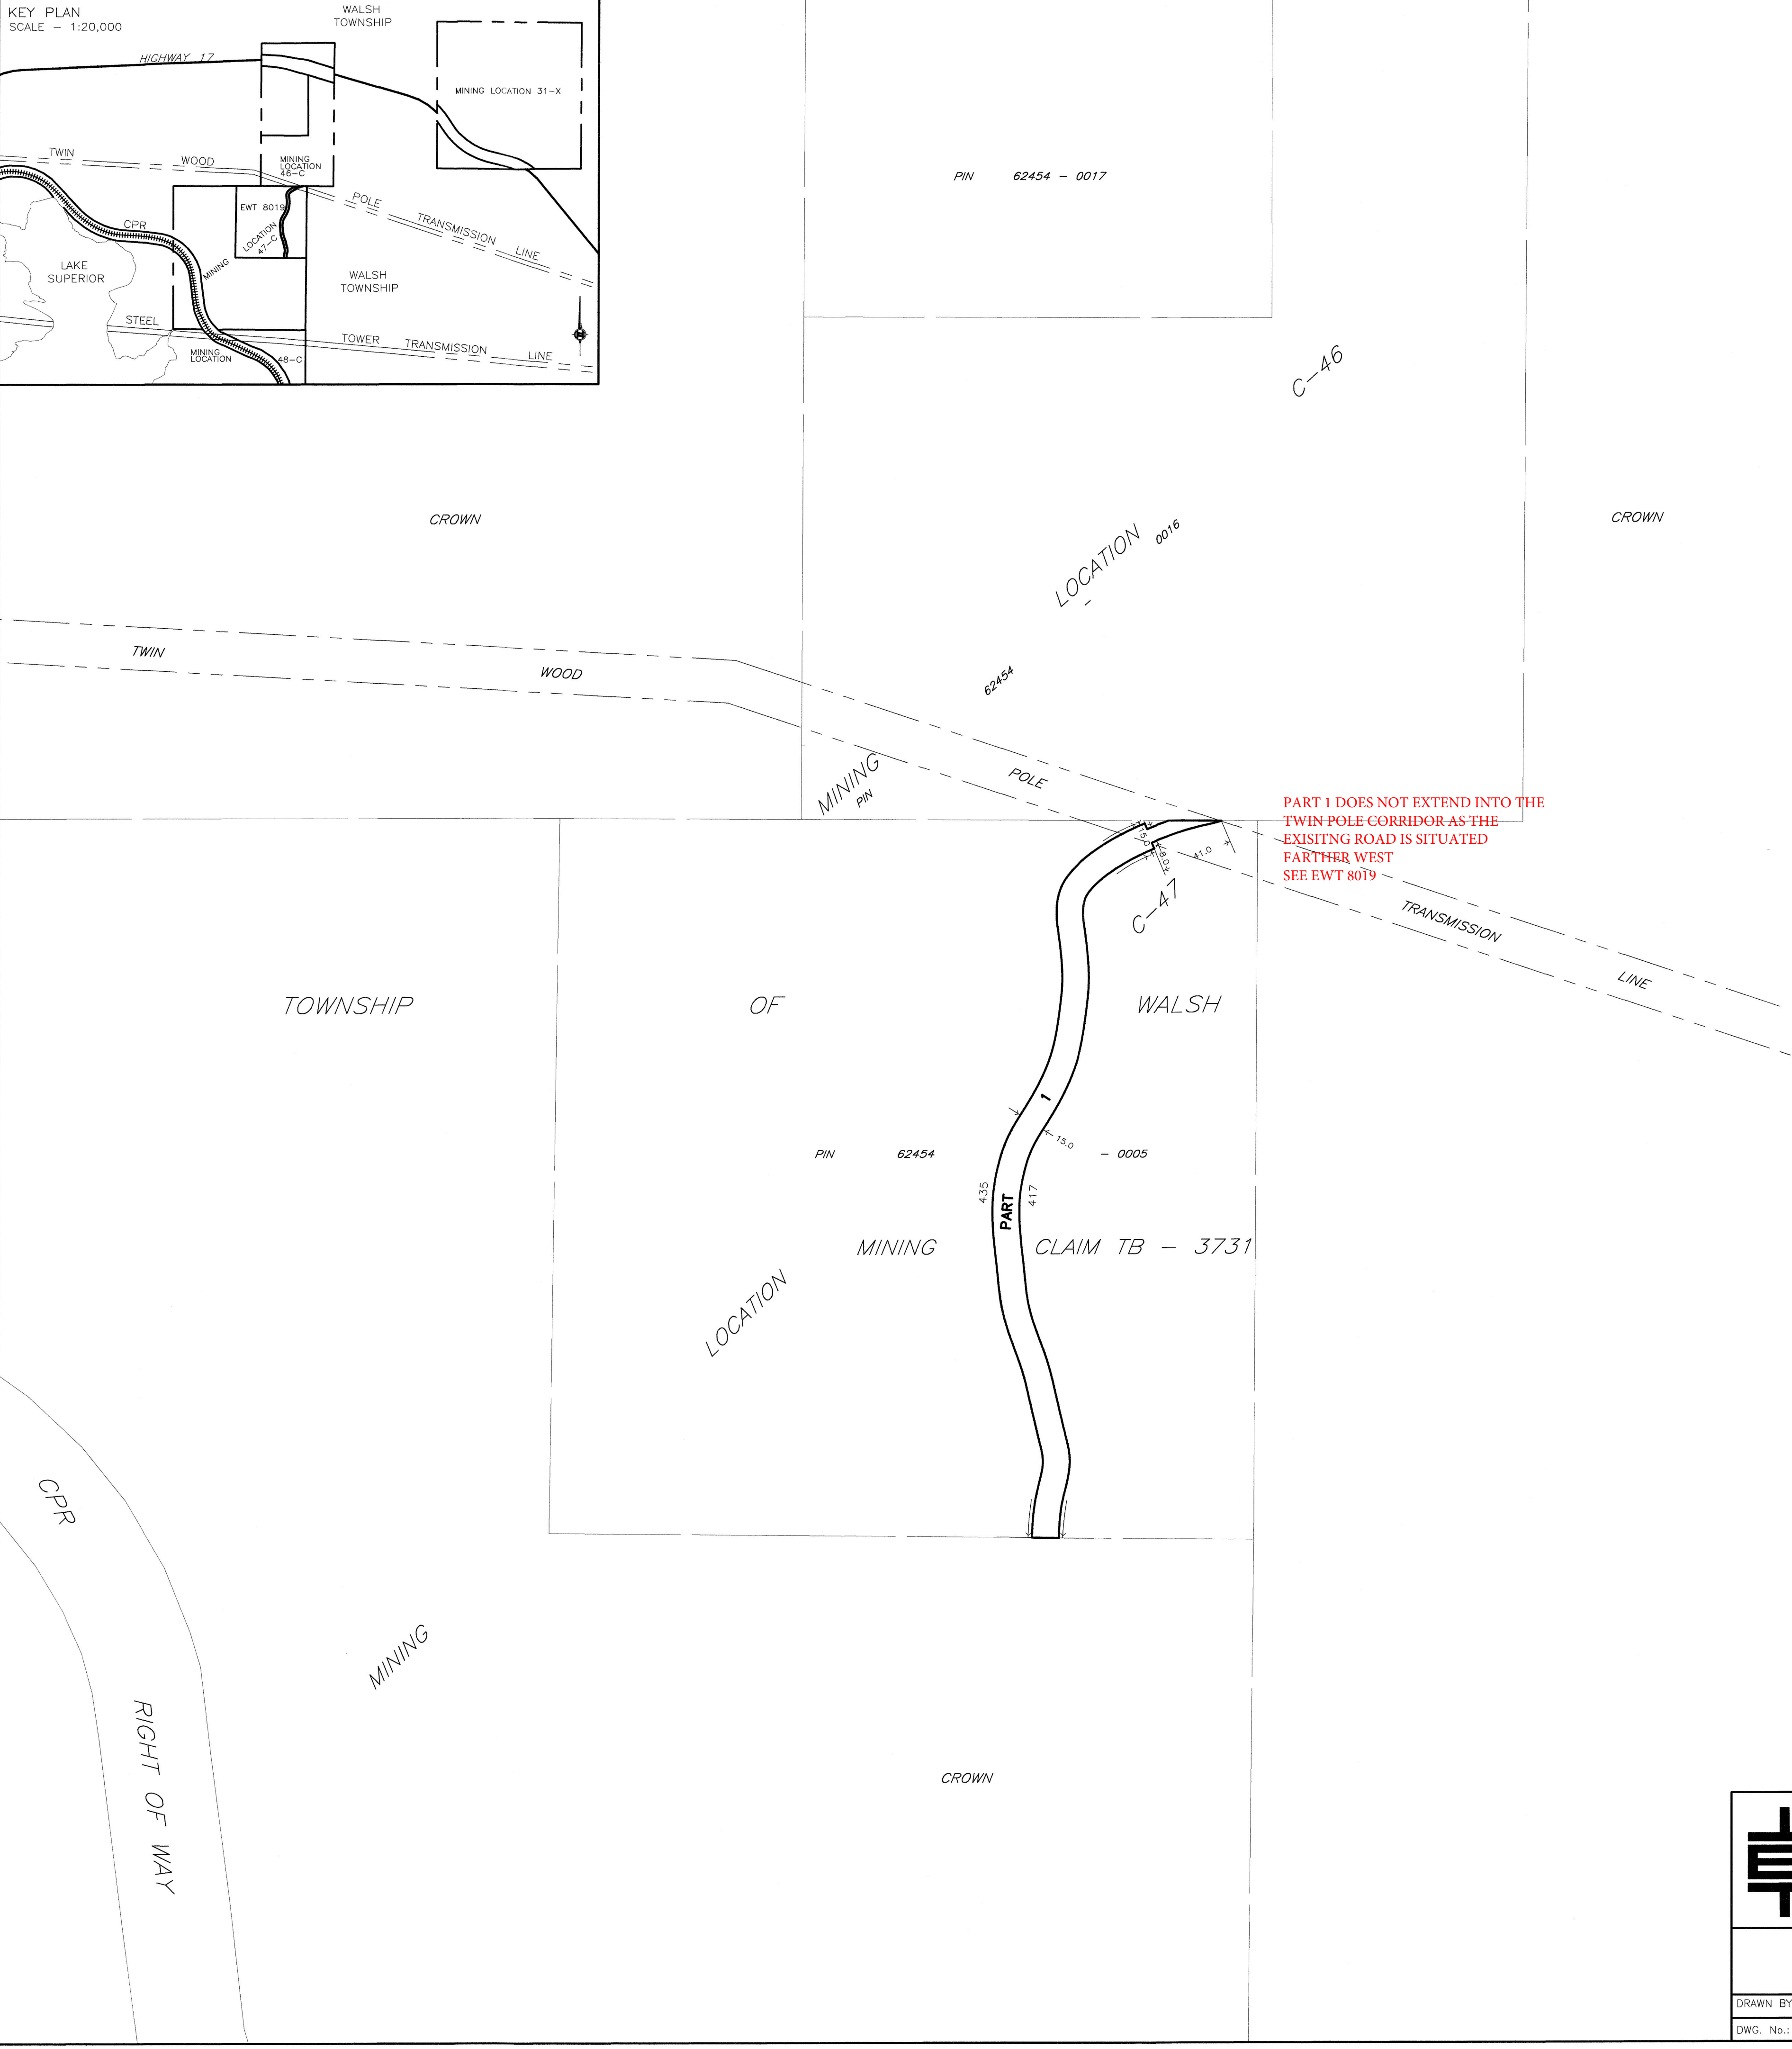 KEY PLAN
SCALE - 1:20,000
WALSH
TOWNSHIP
HIGHWAY 17
MINING LOCATION 31-X
TWIN
WOOD
MINING
LOCATION
46-C
POLE
TRANSMISSION
LINE
EWT 8019
LOCATION
47-C
CPR
MINING
LAKE
SUPERIOR
WALSH
TOWNSHIP
STEEL
TOWER
TRANSMISSION
LINE
MINING
LOCATION
48-C
PIN 62454 - 0017
C-46
CROWN
CROWN
LOCATION
0016
-
62454
TWIN
WOOD
MINING
PIN
POLE
PART 1 DOES NOT EXTEND INTO THE
TWIN POLE CORRIDOR AS THE
EXISITNG ROAD IS SITUATED
FARTHER WEST
SEE EWT 8019
15.0
8.0
41.0
C-47
TRANSMISSION
LINE
TOWNSHIP OF WALSH
1
15.0
PIN 62454 - 0005
435
PART
417
MINING CLAIM TB - 3731
LOCATION
CPR
MINING
RIGHT OF WAY
CROWN
DRAWN BY
DWG. No.: